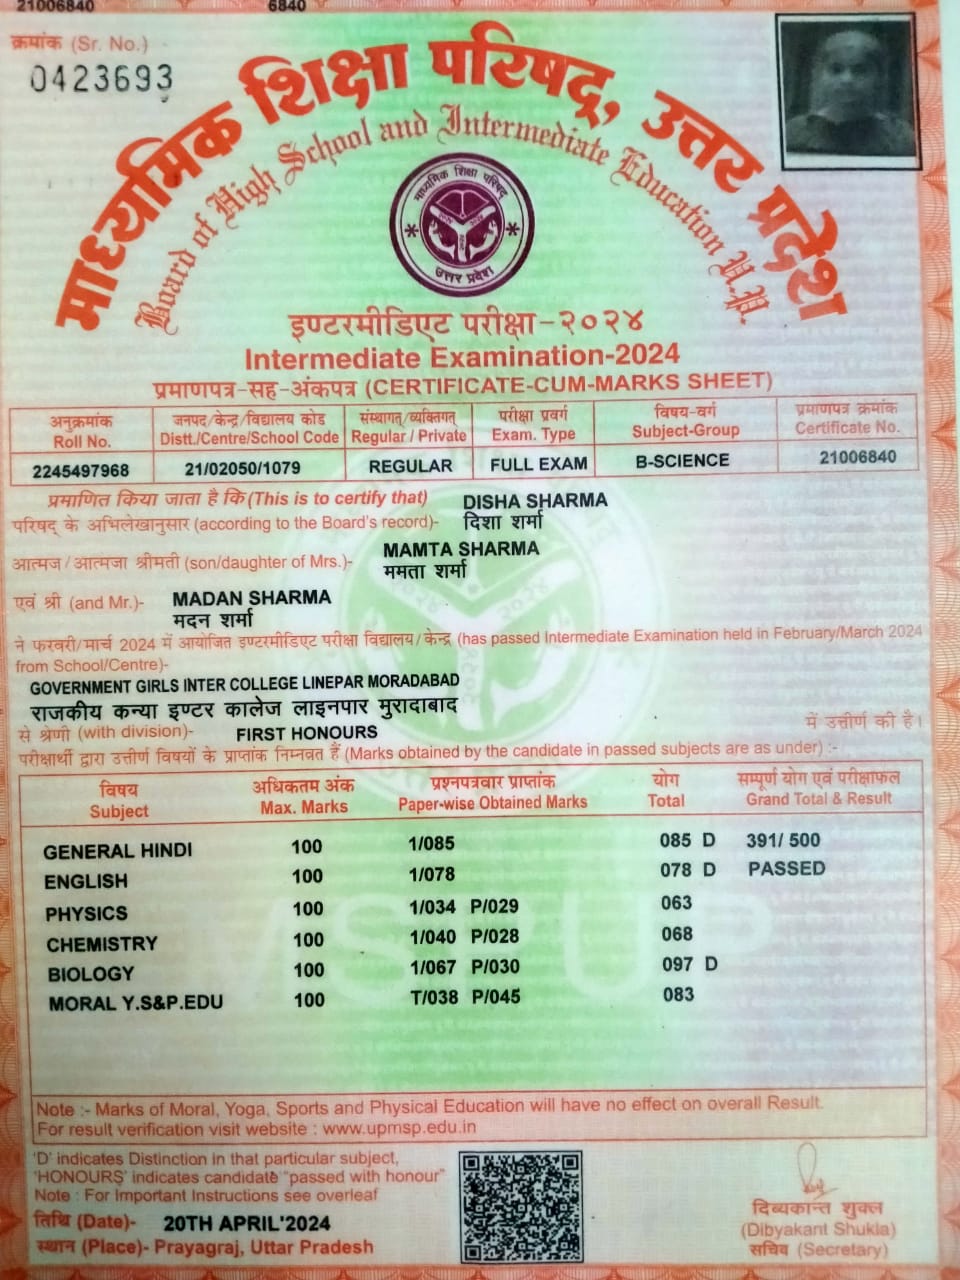 21006840 6840
क्रमांक (Sr. No.)
0423693
माध्यमिक शिक्षा परिषद्, उत्तर प्रदेश
Board of High School and Intermediate Education U.P.
माध्यमिक शिक्षा परिषद्
उत्तर प्रदेश
इण्टरमीडिएट परीक्षा-२०२४
Intermediate Examination-2024
प्रमाणपत्र-सह-अंकपत्र (CERTIFICATE-CUM-MARKS SHEET)
अनुक्रमांक जनपद/केन्द्र/विद्यालय कोड संस्थागत/व्यक्तिगत परीक्षा प्रवर्ग विषय-वर्ग प्रमाणपत्र क्रमांक
Roll No. Distt./Centre/School Code Regular / Private Exam. Type Subject-Group Certificate No.
2245497968 21/02050/1079 REGULAR FULL EXAM B-SCIENCE 21006840
प्रमाणित किया जाता है कि (This is to certify that) DISHA SHARMA
परिषद् के अभिलेखानुसार (according to the Board's record)- दिशा शर्मा
MAMTA SHARMA
आत्मज/आत्मजा श्रीमती (son/daughter of Mrs.)- ममता शर्मा
एवं श्री (and Mr.)- MADAN SHARMA
मदन शर्मा
ने फरवरी/मार्च 2024 में आयोजित इण्टरमीडिएट परीक्षा विद्यालय/केन्द्र (has passed Intermediate Examination held in February/March 2024
from School/Centre)-
GOVERNMENT GIRLS INTER COLLEGE LINEPAR MORADABAD
राजकीय कन्या इण्टर कालेज लाइनपार मुरादाबाद
से श्रेणी (with division)- FIRST HONOURS में उत्तीर्ण की है।
परीक्षार्थी द्वारा उत्तीर्ण विषयों के प्राप्तांक निम्नवत हैं (Marks obtained by the candidate in passed subjects are as under) :-
विषय अधिकतम अंक प्रश्नपत्रवार प्राप्तांक योग सम्पूर्ण योग एवं परीक्षाफल
Subject Max. Marks Paper-wise Obtained Marks Total Grand Total & Result
GENERAL HINDI 100 1/085 085 D 391/ 500
ENGLISH 100 1/078 078 D PASSED
PHYSICS 100 1/034 P/029 063
CHEMISTRY 100 1/040 P/028 068
BIOLOGY 100 1/067 P/030 097 D
MORAL Y.S&P.EDU 100 T/038 P/045 083
MSPUP
Note :- Marks of Moral, Yoga, Sports and Physical Education will have no effect on overall Result.
For result verification visit website : www.upmsp.edu.in
'D' indicates Distinction in that particular subject,
'HONOURS' indicates candidate "passed with honour"
Note : For Important Instructions see overleaf
तिथि (Date)- 20TH APRIL'2024
स्थान (Place)- Prayagraj, Uttar Pradesh
दिव्यकान्त शुक्ल
(Dibyakant Shukla)
सचिव (Secretary)